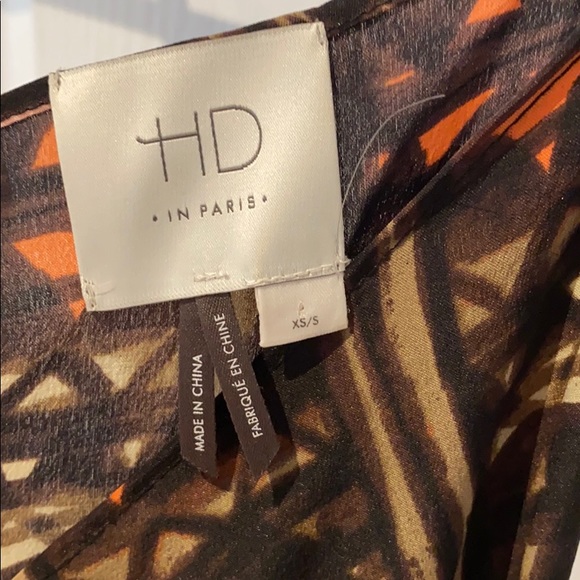 HD
• IN PARIS •
P
XS/S
MADE IN CHINA
FABRIQUÉ EN CHINE